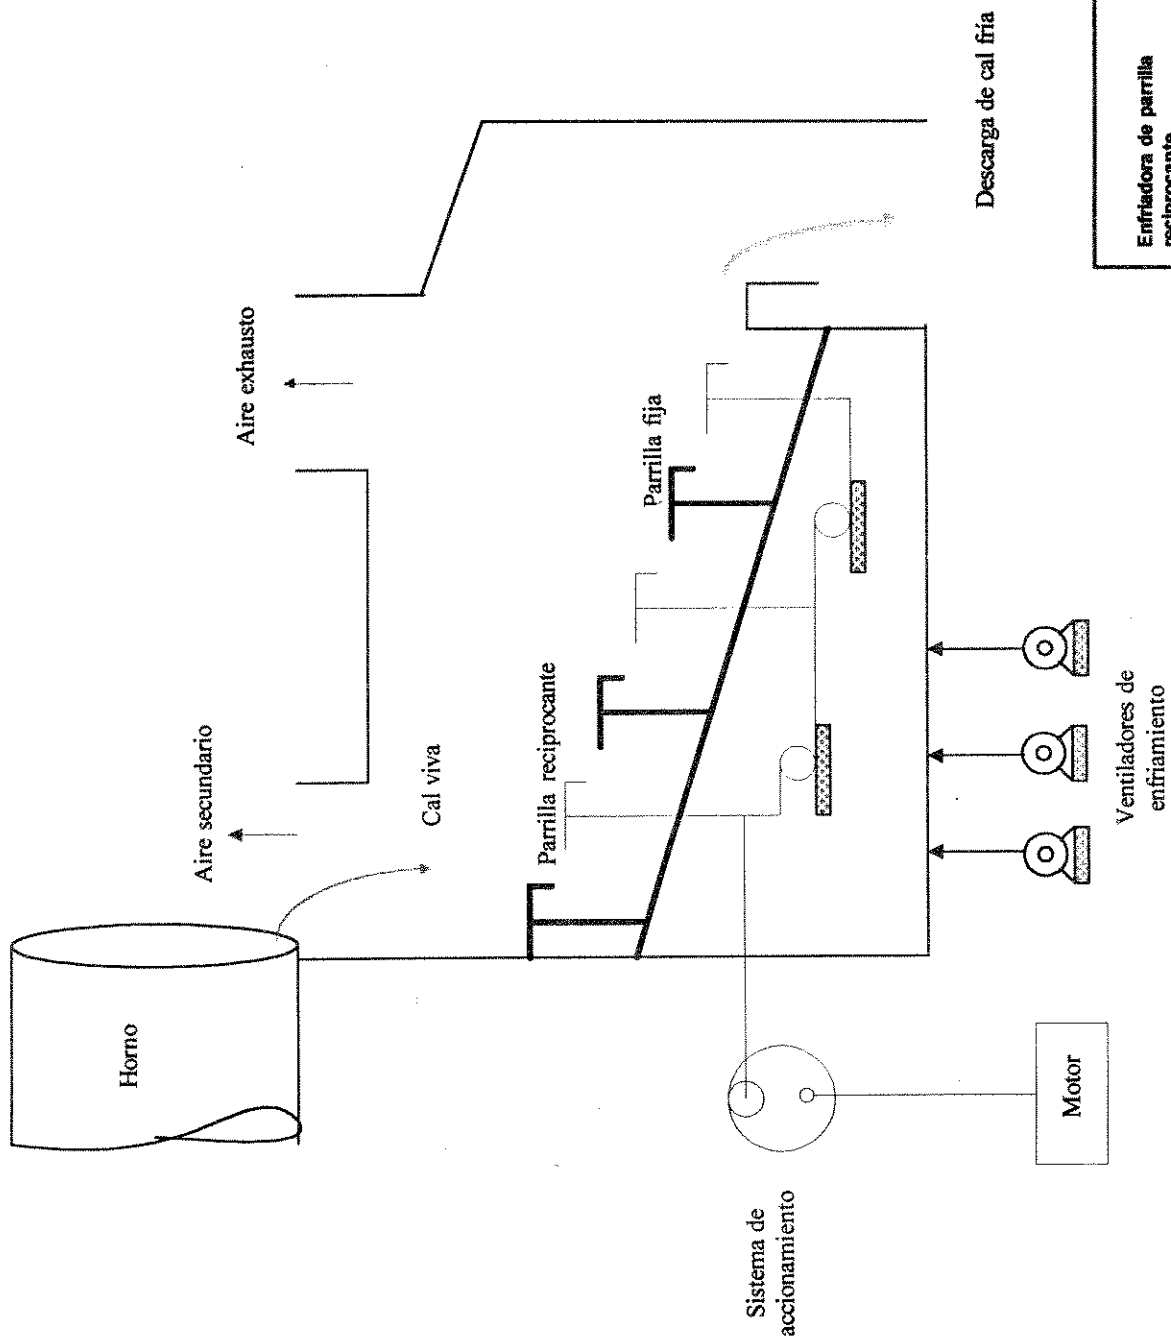 Horno
Aire secundario
Aire exhausto
Cal viva
Parrilla reciprocante
Parrilla fija
Descarga de cal fría
Sistema de
accionamiento
Motor
Ventiladores de
enfriamiento
Enfriadora de parrilla
reciprocante